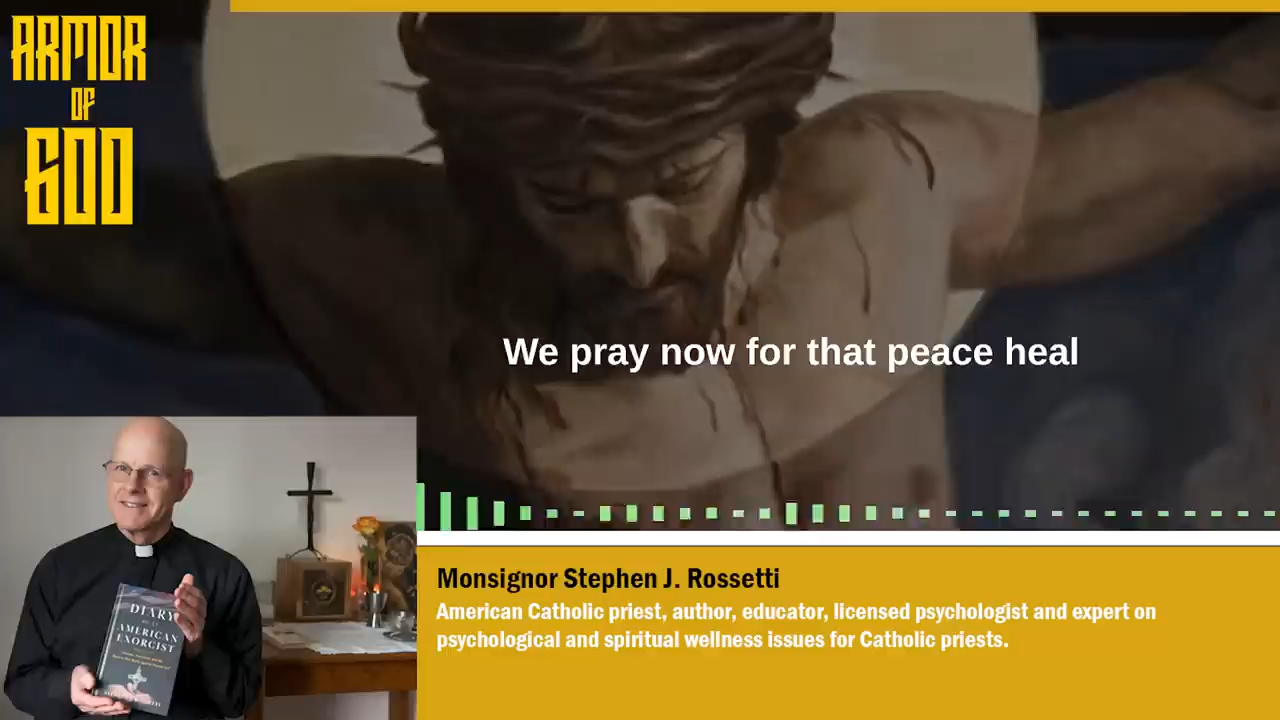 ARMOR
OF
GOD
We pray now for that peace heal
DIARY
AMERICAN
EXORCIST
Monsignor Stephen J. Rossetti
American Catholic priest, author, educator, licensed psychologist and expert on
psychological and spiritual wellness issues for Catholic priests.